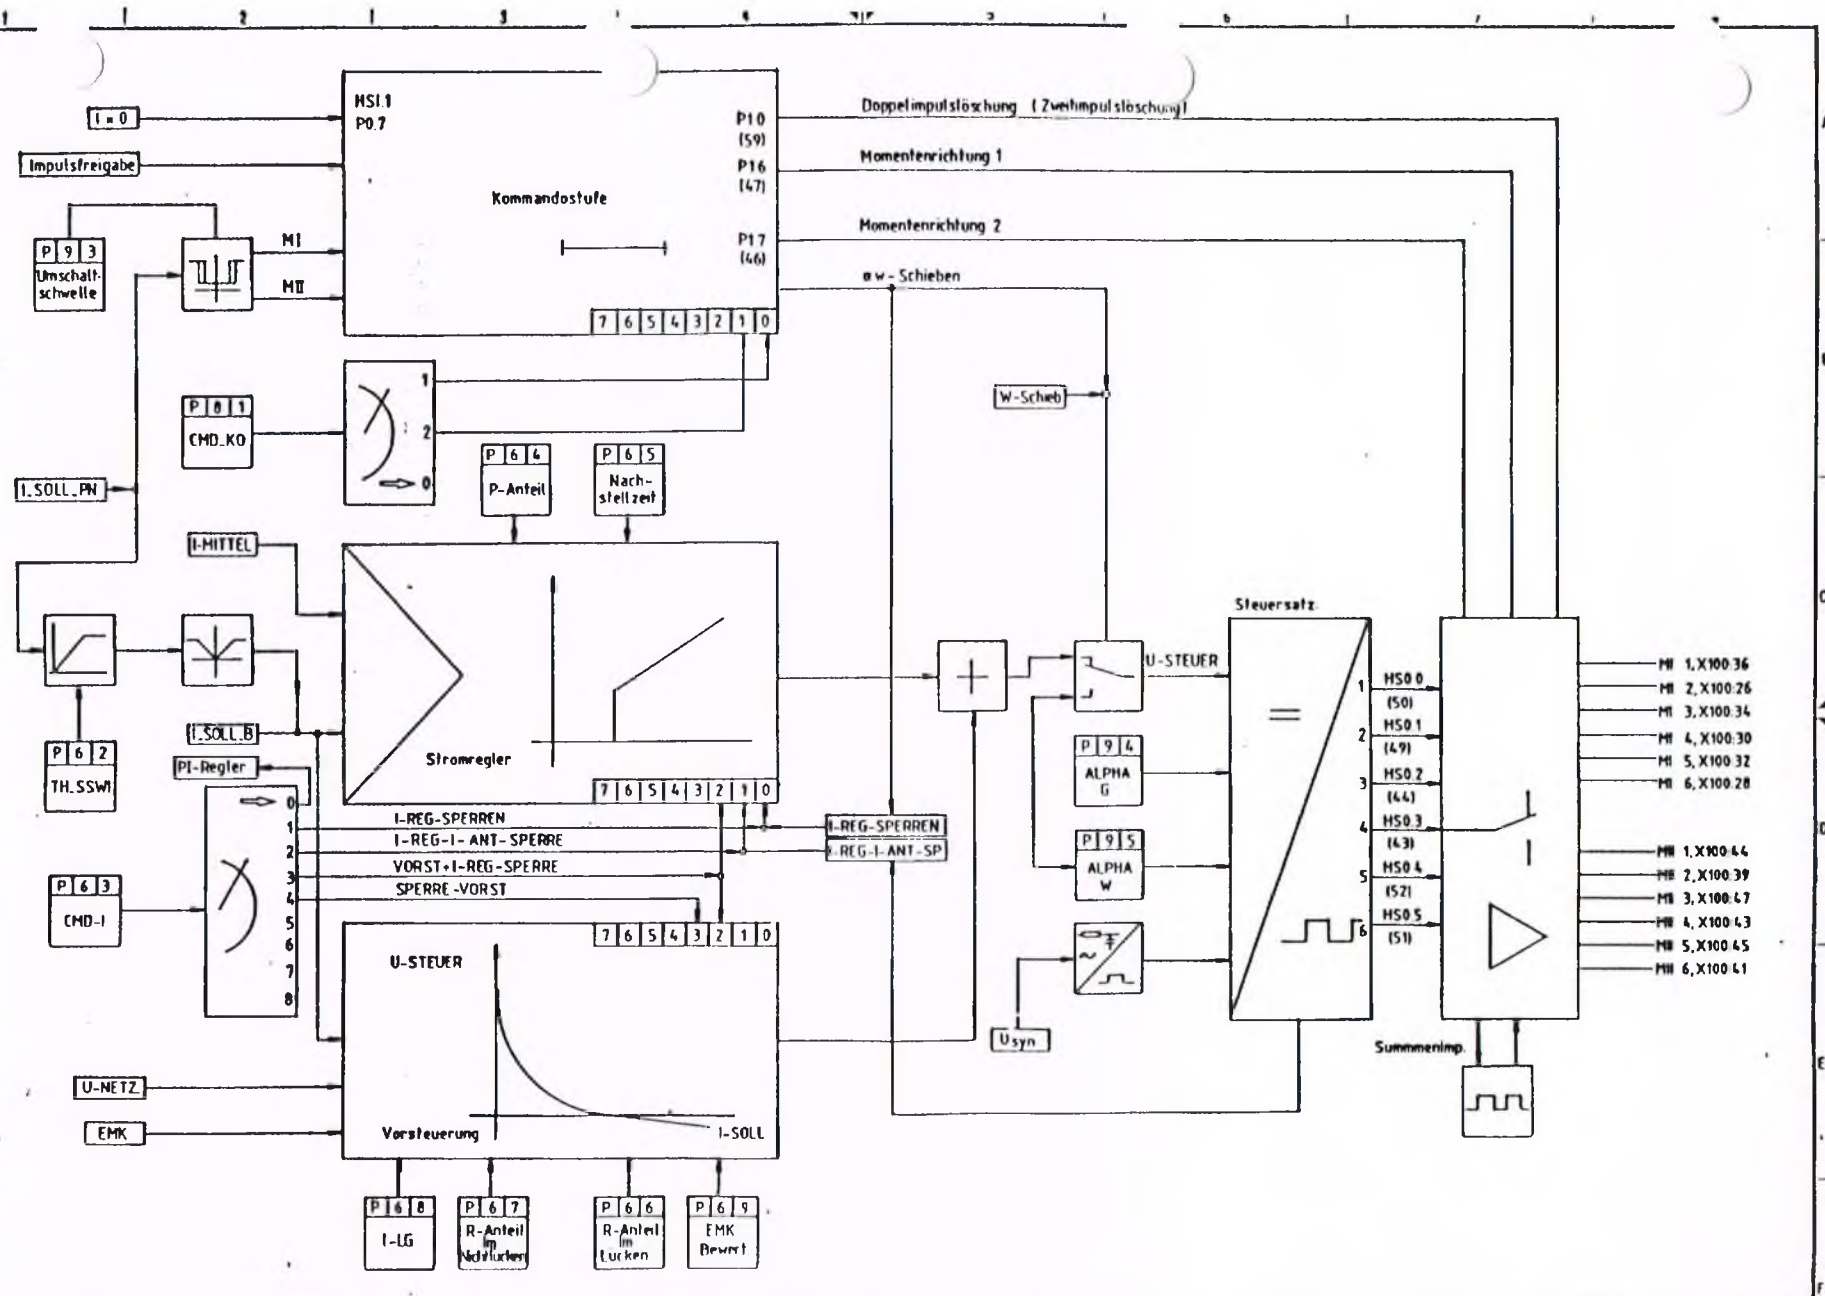 I = 0
Impulsfreigabe
HSI.1
P0.7
Kommandostufe
P10
(59)
P16
(47)
P17
(46)
7 6 5 4 3 2 1 0
Doppelimpulslöschung (Zweitimpulslöschung)
Momentenrichtung 1
Momentenrichtung 2
αw-Schieben
P 9 3
Umschalt-
schwelle
MI
MII
P 8 1
CMD_KO
1
2
0
W-Schieb
I_SOLL_PN
P 6 4
P-Anteil
P 6 5
Nach-
stellzeit
I-MITTEL
I_SOLL_B
PI-Regler
P 6 2
TH_SSWI
Stromregler
7 6 5 4 3 2 1 0
0
1
2
3
4
5
6
7
8
I-REG-SPERREN
I-REG-I-ANT-SPERRE
VORST+I-REG-SPERRE
SPERRE-VORST
I-REG-SPERREN
I-REG-I-ANT-SP
P 6 3
CMD-I
U-STEUER
7 6 5 4 3 2 1 0
Vorsteuerung
I-SOLL
U-NETZ
EMK
P 6 8
I-LG
P 6 7
R-Anteil
im
Nichtlücken
P 6 6
R-Anteil
im
Lücken
P 6 9
EMK
Bewert.
U-STEUER
P 9 4
ALPHA
G
P 9 5
ALPHA
W
Usyn
Steuersatz
1
HS0.0
(50)
2
HS0.1
(49)
3
HS0.2
(44)
4
HS0.3
(43)
5
HS0.4
(52)
6
HS0.5
(51)
Summmenimp.
MI 1, X100:36
MI 2, X100:26
MI 3, X100:34
MI 4, X100:30
MI 5, X100:32
MI 6, X100:28
MII 1, X100:44
MII 2, X100:39
MII 3, X100:47
MII 4, X100:43
MII 5, X100:45
MII 6, X100:41